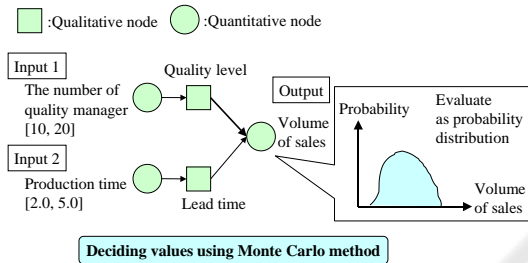 :Qualitative node
:Quantitative node
Input 1
The number of
quality manager
[10, 20]
Quality level
Input 2
Production time
[2.0, 5.0]
Lead time
Volume
of sales
Output
Probability
Evaluate
as probability
distribution
Volume
of sales
Deciding values using Monte Carlo method